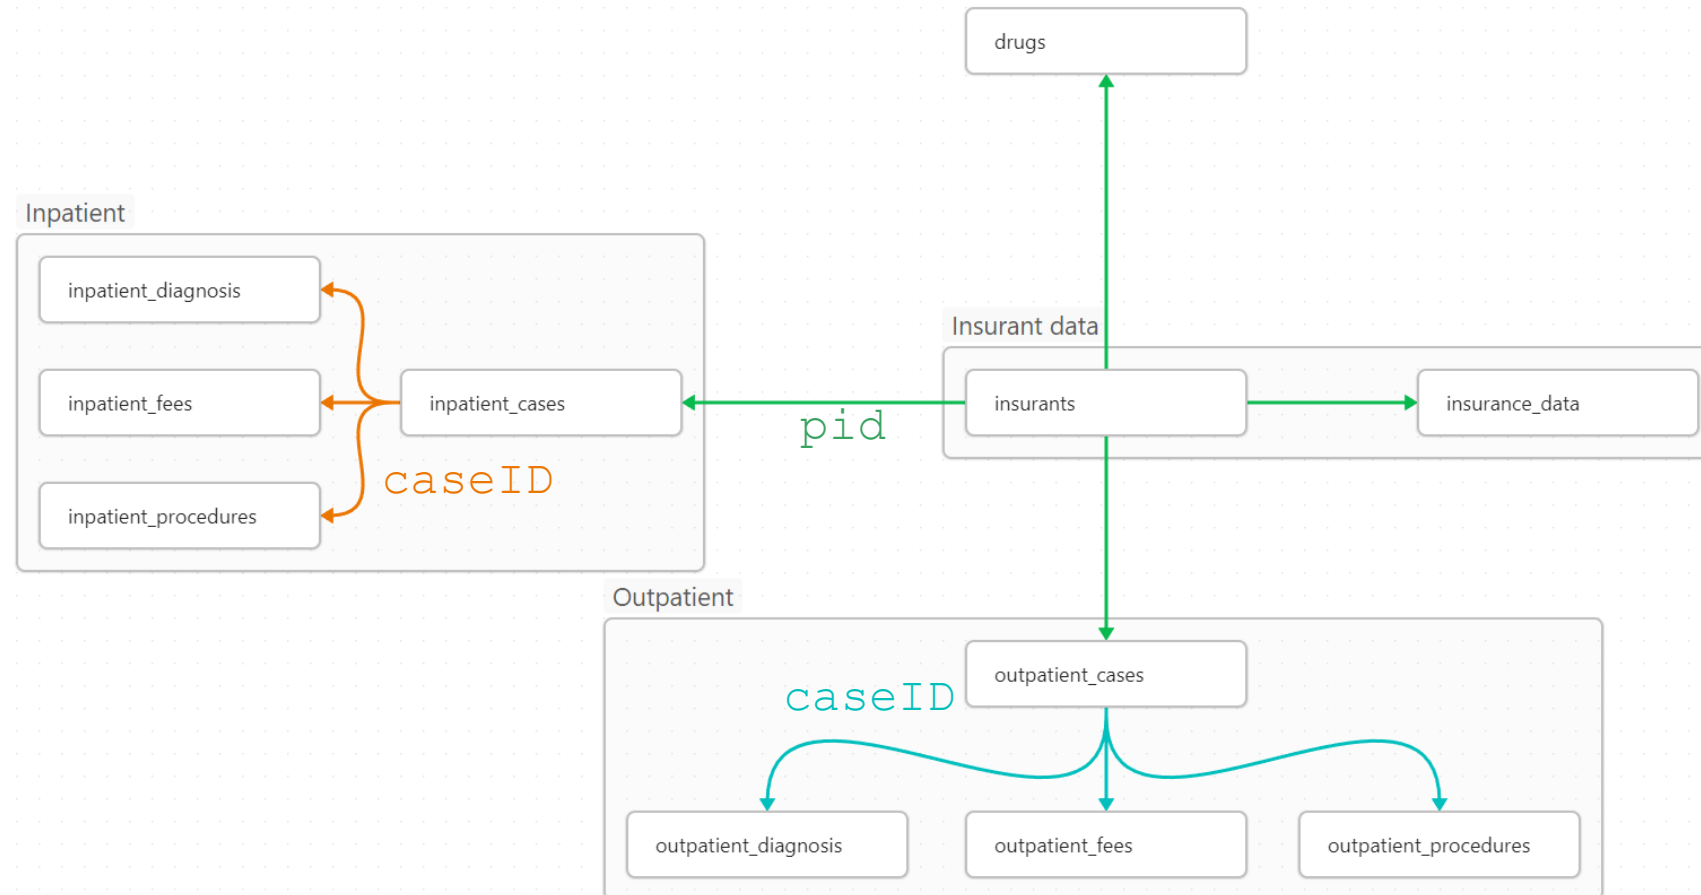 drugs
Inpatient
inpatient_diagnosis
inpatient_fees
inpatient_procedures
inpatient_cases
caseID
pid
Insurant data
insurants
insurance_data
Outpatient
outpatient_cases
caseID
outpatient_diagnosis
outpatient_fees
outpatient_procedures